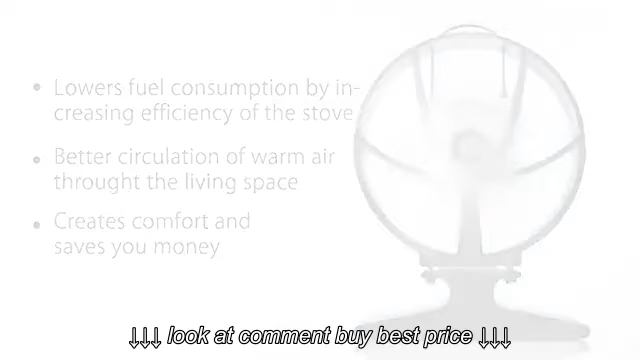 • Lowers fuel consumption by in-
creasing efficiency of the stove
• Better circulation of warm air
throught the living space
• Creates comfort and
saves you money
↓↓↓ look at comment buy best price ↓↓↓